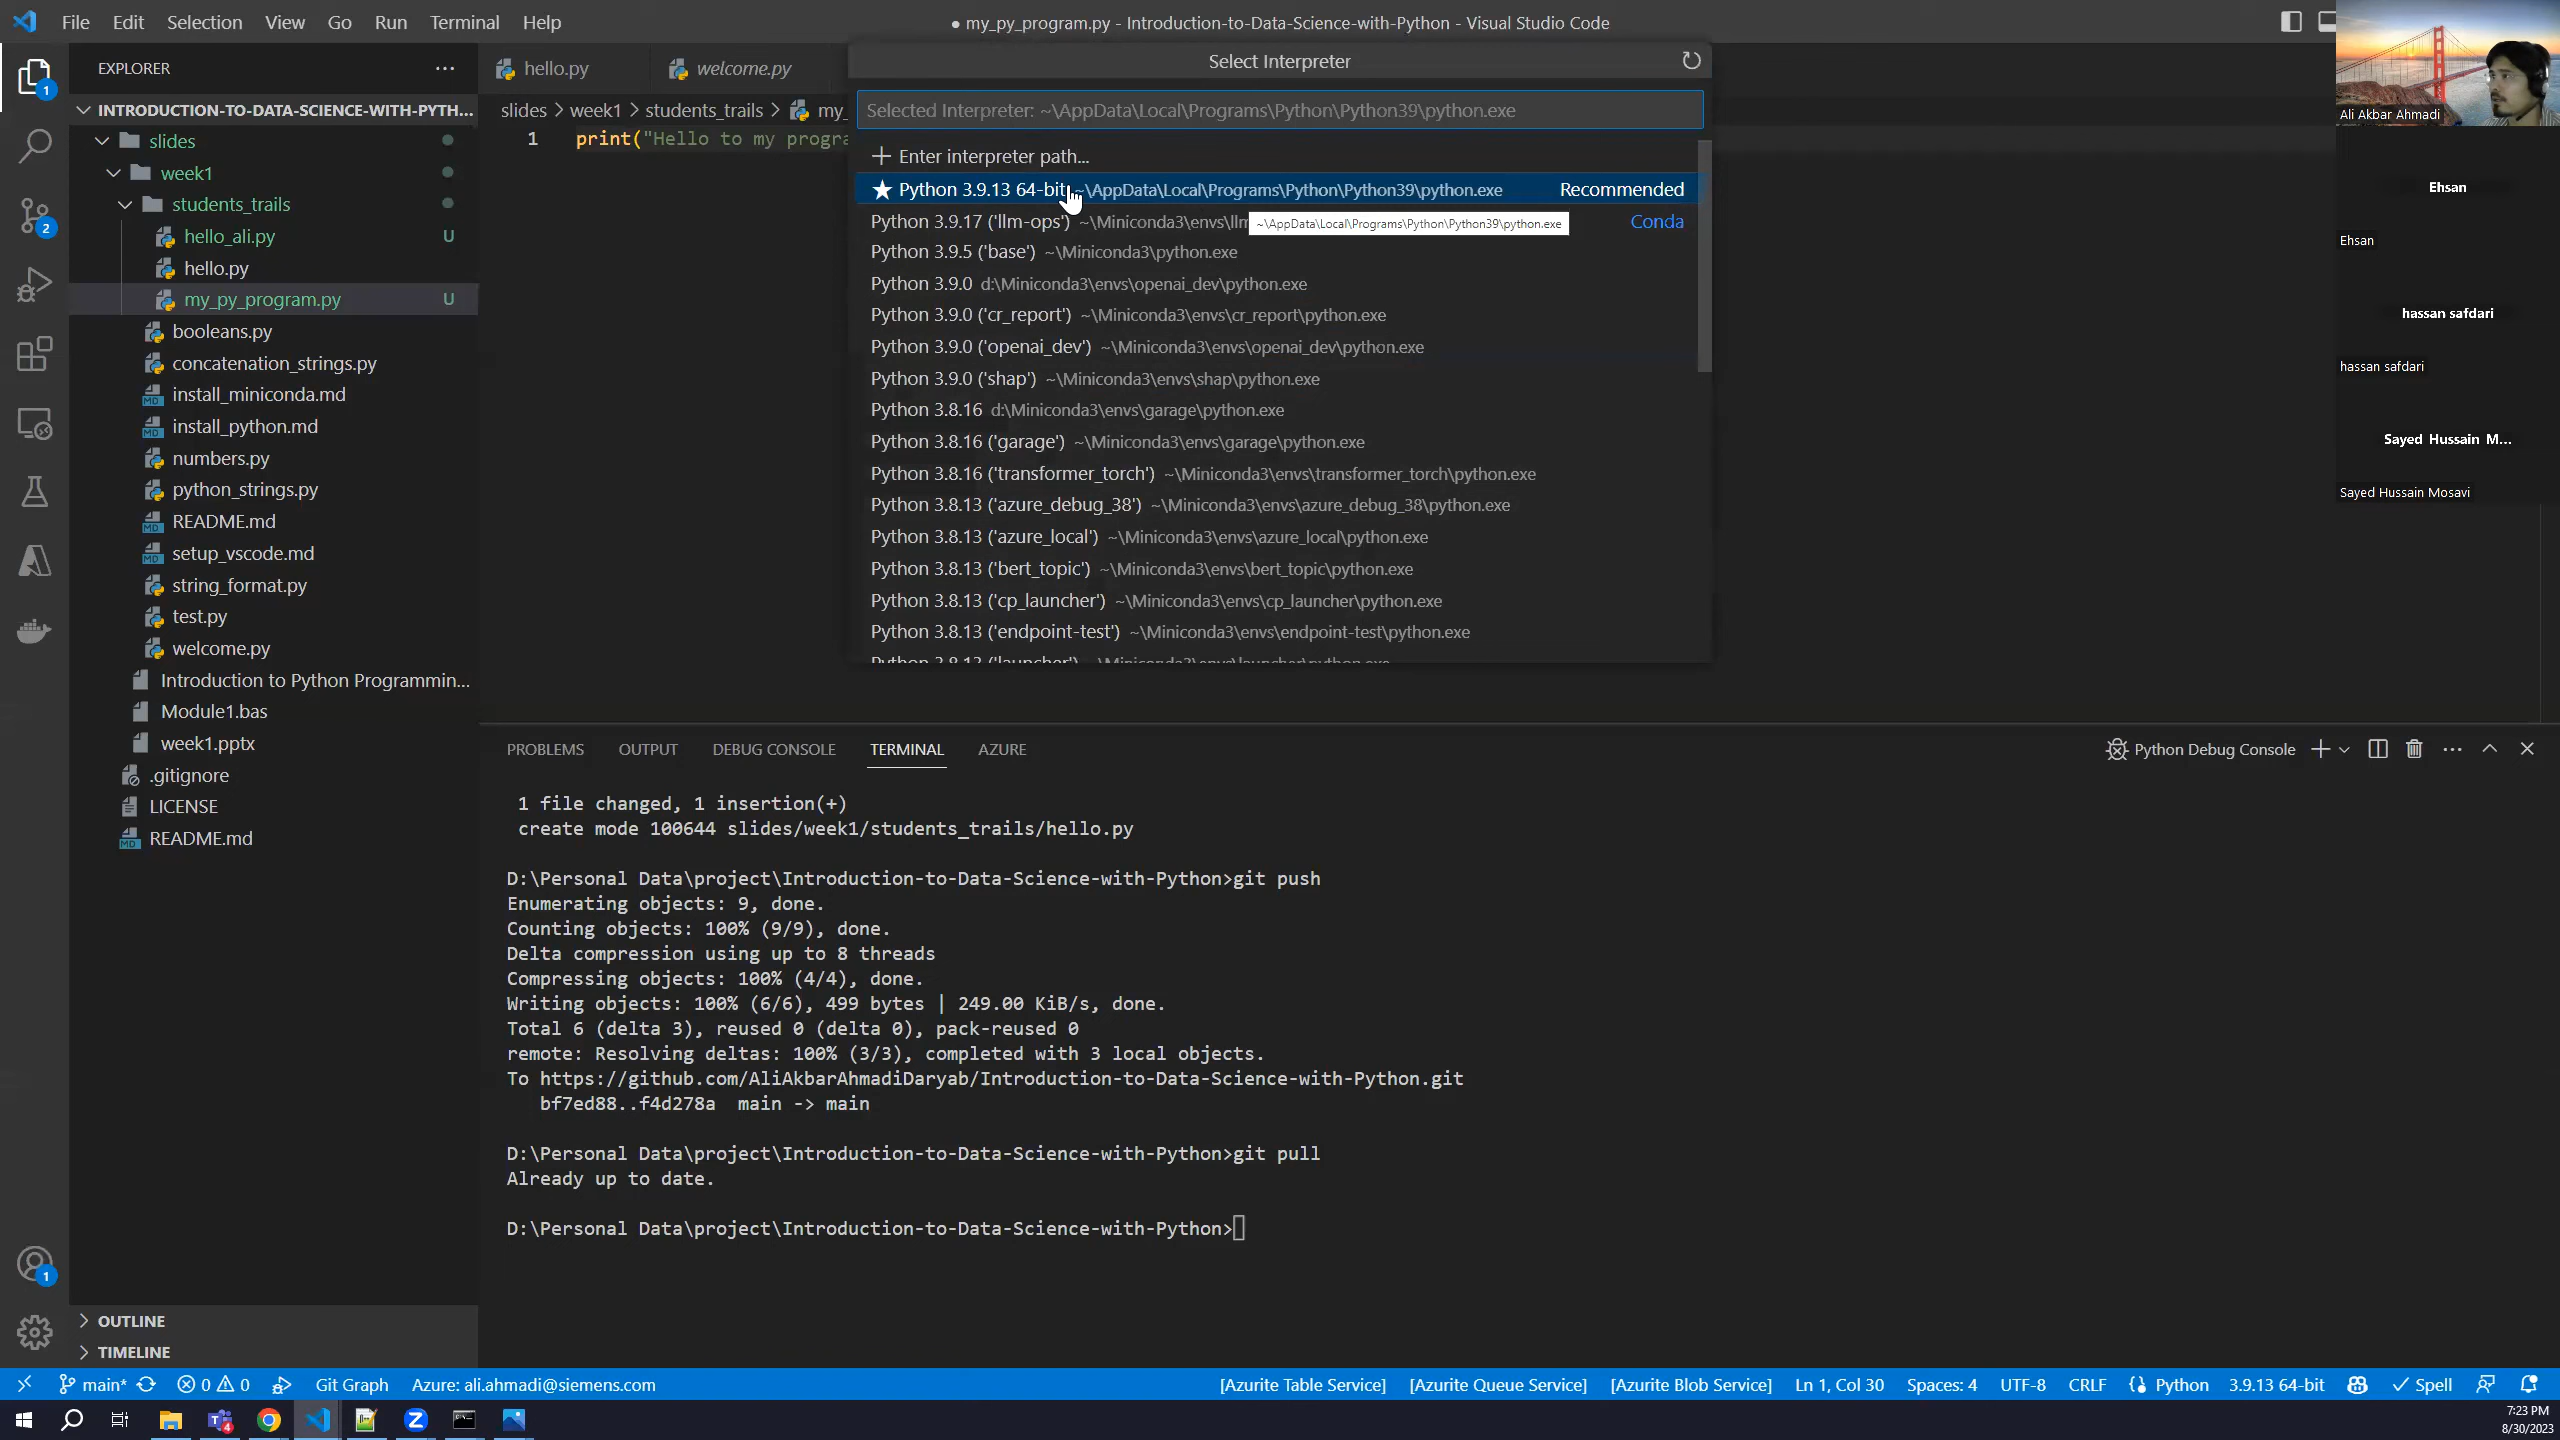 File Edit Selection View Go Run Terminal Help
● my_py_program.py - Introduction-to-Data-Science-with-Python - Visual Studio Code
EXPLORER
INTRODUCTION-TO-DATA-SCIENCE-WITH-PYTH...
slides
week1
students_trails
hello_ali.py U
hello.py
my_py_program.py U
booleans.py
concatenation_strings.py
install_miniconda.md
install_python.md
numbers.py
python_strings.py
README.md
setup_vscode.md
string_format.py
test.py
welcome.py
Introduction to Python Programmin...
Module1.bas
week1.pptx
.gitignore
LICENSE
README.md
OUTLINE
TIMELINE
hello.py welcome.py
slides > week1 > students_trails > my_
1 print("Hello to my progra
Select Interpreter
Selected Interpreter: ~\AppData\Local\Programs\Python\Python39\python.exe
+ Enter interpreter path...
★ Python 3.9.13 64-bit ~\AppData\Local\Programs\Python\Python39\python.exe Recommended
Python 3.9.17 ('llm-ops') ~\Miniconda3\envs\llm Conda
~\AppData\Local\Programs\Python\Python39\python.exe
Python 3.9.5 ('base') ~\Miniconda3\python.exe
Python 3.9.0 d:\Miniconda3\envs\openai_dev\python.exe
Python 3.9.0 ('cr_report') ~\Miniconda3\envs\cr_report\python.exe
Python 3.9.0 ('openai_dev') ~\Miniconda3\envs\openai_dev\python.exe
Python 3.9.0 ('shap') ~\Miniconda3\envs\shap\python.exe
Python 3.8.16 d:\Miniconda3\envs\garage\python.exe
Python 3.8.16 ('garage') ~\Miniconda3\envs\garage\python.exe
Python 3.8.16 ('transformer_torch') ~\Miniconda3\envs\transformer_torch\python.exe
Python 3.8.13 ('azure_debug_38') ~\Miniconda3\envs\azure_debug_38\python.exe
Python 3.8.13 ('azure_local') ~\Miniconda3\envs\azure_local\python.exe
Python 3.8.13 ('bert_topic') ~\Miniconda3\envs\bert_topic\python.exe
Python 3.8.13 ('cp_launcher') ~\Miniconda3\envs\cp_launcher\python.exe
Python 3.8.13 ('endpoint-test') ~\Miniconda3\envs\endpoint-test\python.exe
Python 3.8.13 ('launcher') ~\Miniconda3\envs\launcher\python.exe
Ali Akbar Ahmadi
Ehsan
Ehsan
hassan safdari
hassan safdari
Sayed Hussain M...
Sayed Hussain Mosavi
PROBLEMS OUTPUT DEBUG CONSOLE TERMINAL AZURE
Python Debug Console
1 file changed, 1 insertion(+)
create mode 100644 slides/week1/students_trails/hello.py
D:\Personal Data\project\Introduction-to-Data-Science-with-Python>git push
Enumerating objects: 9, done.
Counting objects: 100% (9/9), done.
Delta compression using up to 8 threads
Compressing objects: 100% (4/4), done.
Writing objects: 100% (6/6), 499 bytes | 249.00 KiB/s, done.
Total 6 (delta 3), reused 0 (delta 0), pack-reused 0
remote: Resolving deltas: 100% (3/3), completed with 3 local objects.
To https://github.com/AliAkbarAhmadiDaryab/Introduction-to-Data-Science-with-Python.git
bf7ed88..f4d278a main -> main
D:\Personal Data\project\Introduction-to-Data-Science-with-Python>git pull
Already up to date.
D:\Personal Data\project\Introduction-to-Data-Science-with-Python>
main* 0 0 Git Graph Azure: ali.ahmadi@siemens.com
[Azurite Table Service] [Azurite Queue Service] [Azurite Blob Service] Ln 1, Col 30 Spaces: 4 UTF-8 CRLF Python 3.9.13 64-bit Spell
7:23 PM
8/30/2023